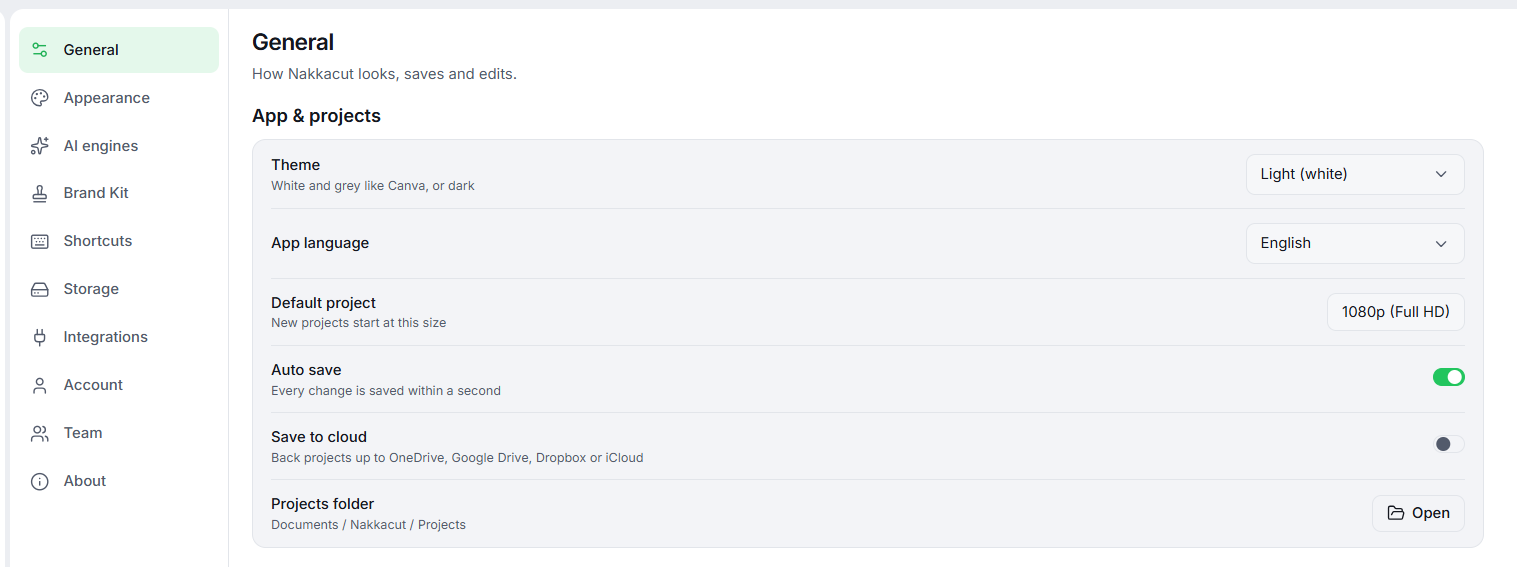 General
Appearance
AI engines
Brand Kit
Shortcuts
Storage
Integrations
Account
Team
About
General
How Nakkacut looks, saves and edits.
App & projects
Theme
White and grey like Canva, or dark
Light (white)
App language
English
Default project
New projects start at this size
1080p (Full HD)
Auto save
Every change is saved within a second
Save to cloud
Back projects up to OneDrive, Google Drive, Dropbox or iCloud
Projects folder
Documents / Nakkacut / Projects
Open